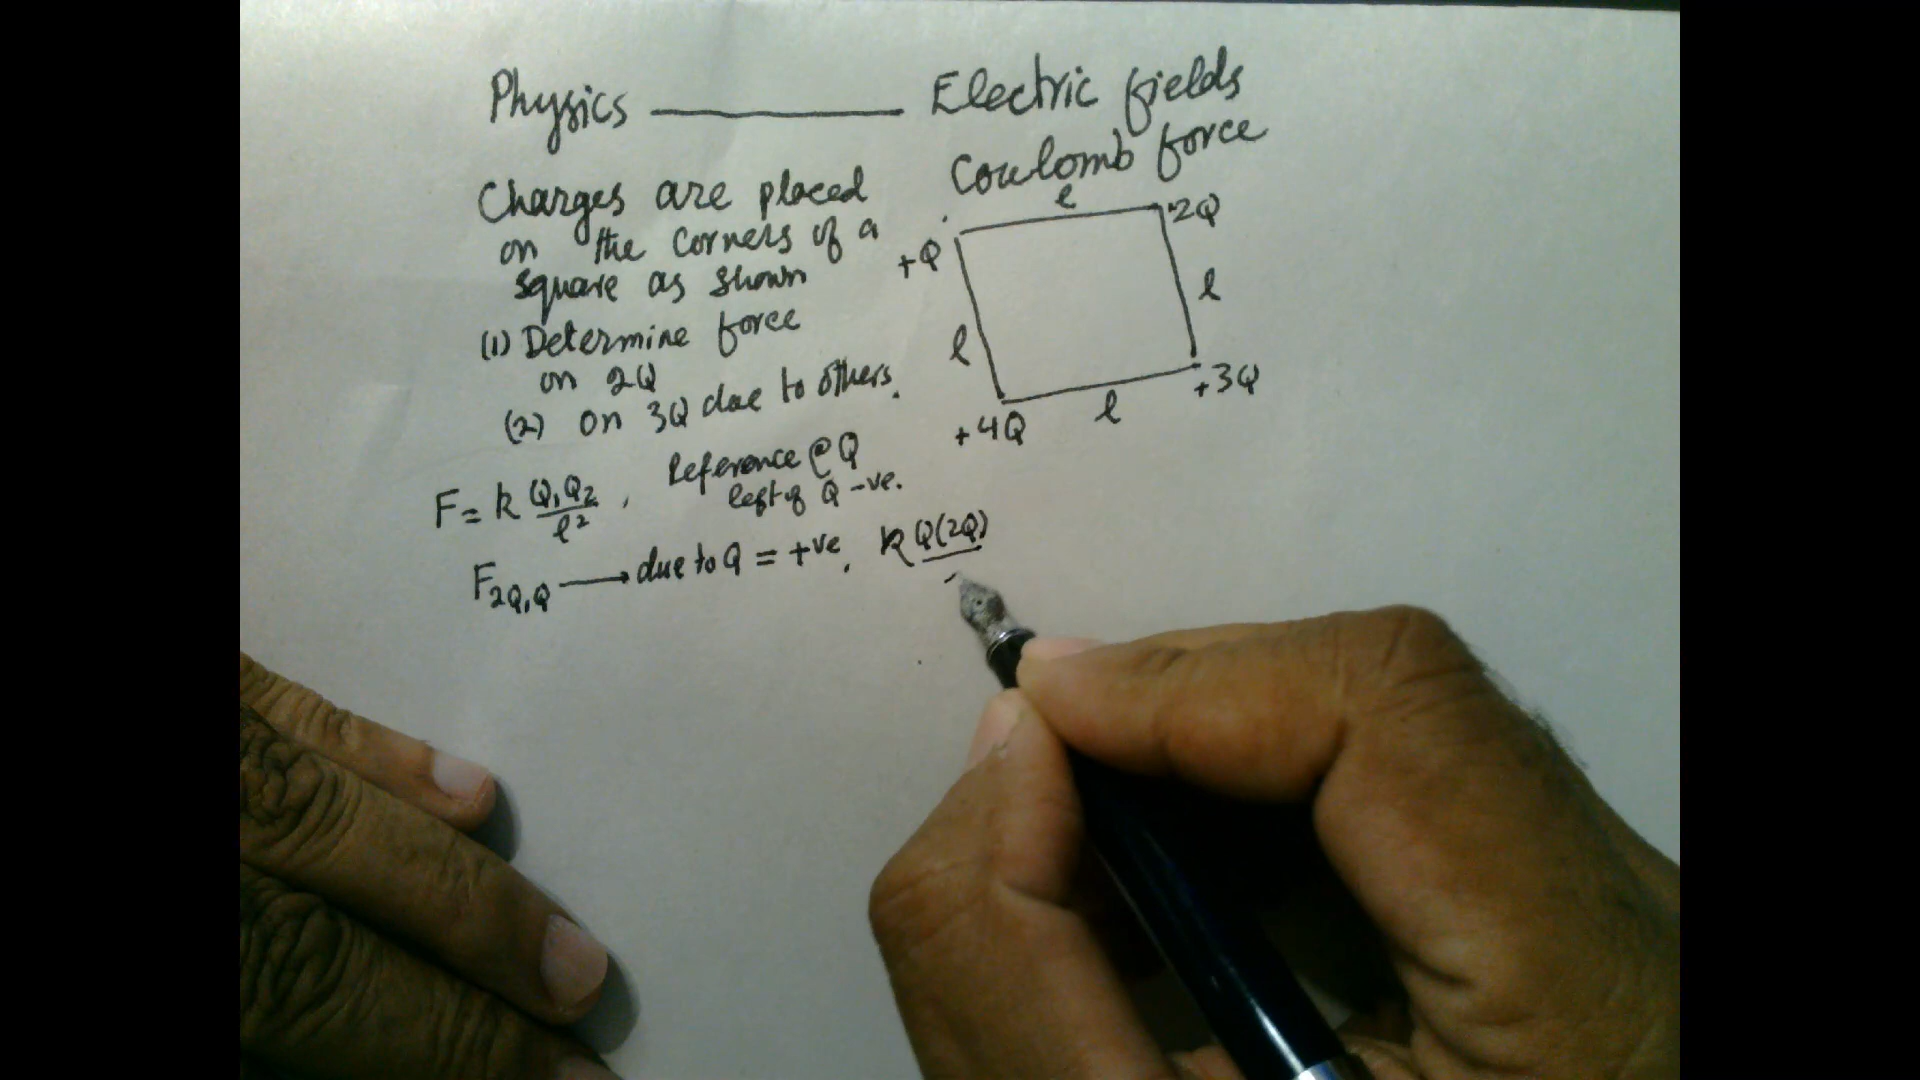 Physics ———— Electric fields
Coulomb force
Charges are placed
on the corners of a
square as shown
(1) Determine force
on 2Q
(2) on 3Q due to others.
l
+2Q
+Q
l
l
+3Q
l
+4Q
F = k Q1Q2/l², Reference @ Q
left of Q -ve.
F2Q,Q → due to Q = +ve. k Q(2Q)